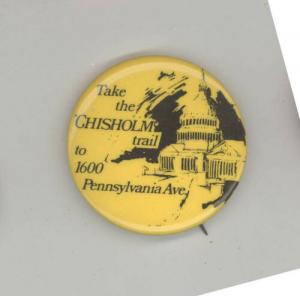 Take
the
"CHISHOLM"
trail
to
1600
Pennsylvania Ave.